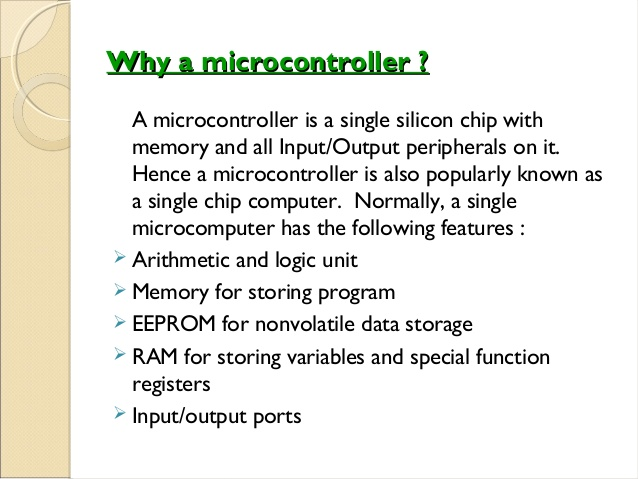 Why a microcontroller ?
A microcontroller is a single silicon chip with
memory and all Input/Output peripherals on it.
Hence a microcontroller is also popularly known as
a single chip computer.  Normally, a single
microcomputer has the following features :
➢ Arithmetic and logic unit
➢ Memory for storing program
➢ EEPROM for nonvolatile data storage
➢ RAM for storing variables and special function
registers
➢ Input/output ports